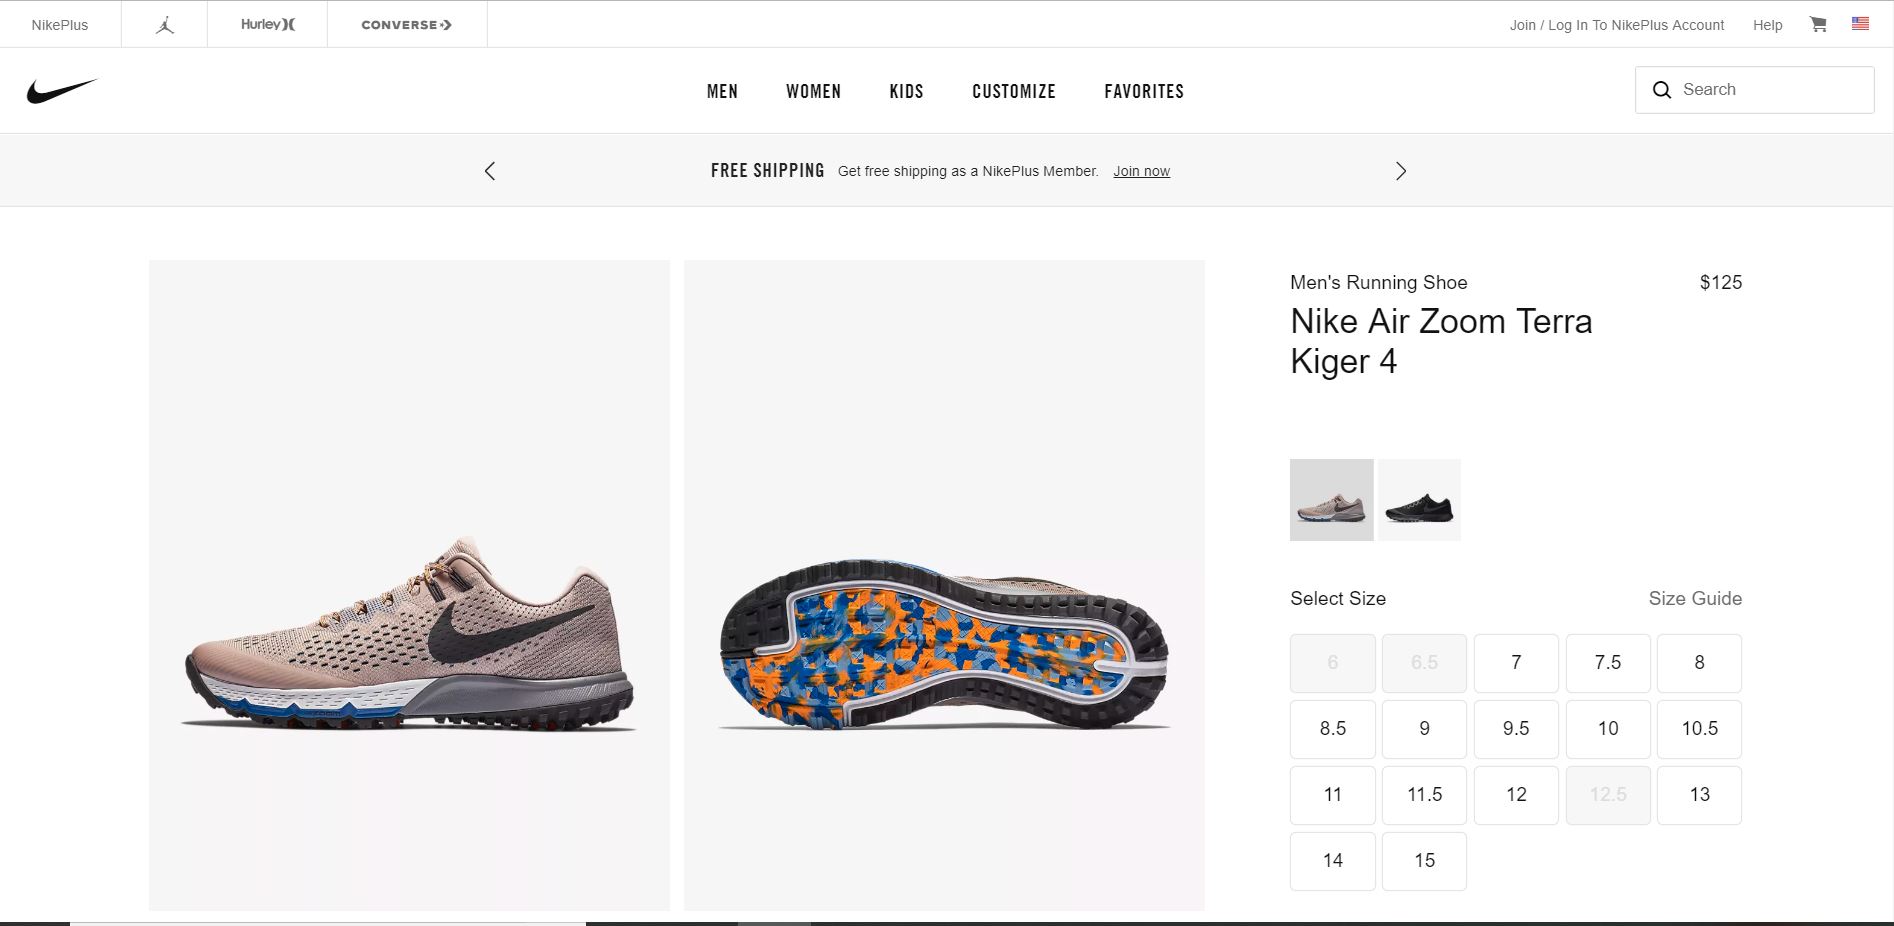 NikePlus
Hurley
CONVERSE
Join / Log In To NikePlus Account
Help
MEN
WOMEN
KIDS
CUSTOMIZE
FAVORITES
Search
FREE SHIPPING Get free shipping as a NikePlus Member. Join now
Men's Running Shoe
$125
Nike Air Zoom Terra
Kiger 4
Select Size
Size Guide
6
6.5
7
7.5
8
8.5
9
9.5
10
10.5
11
11.5
12
12.5
13
14
15